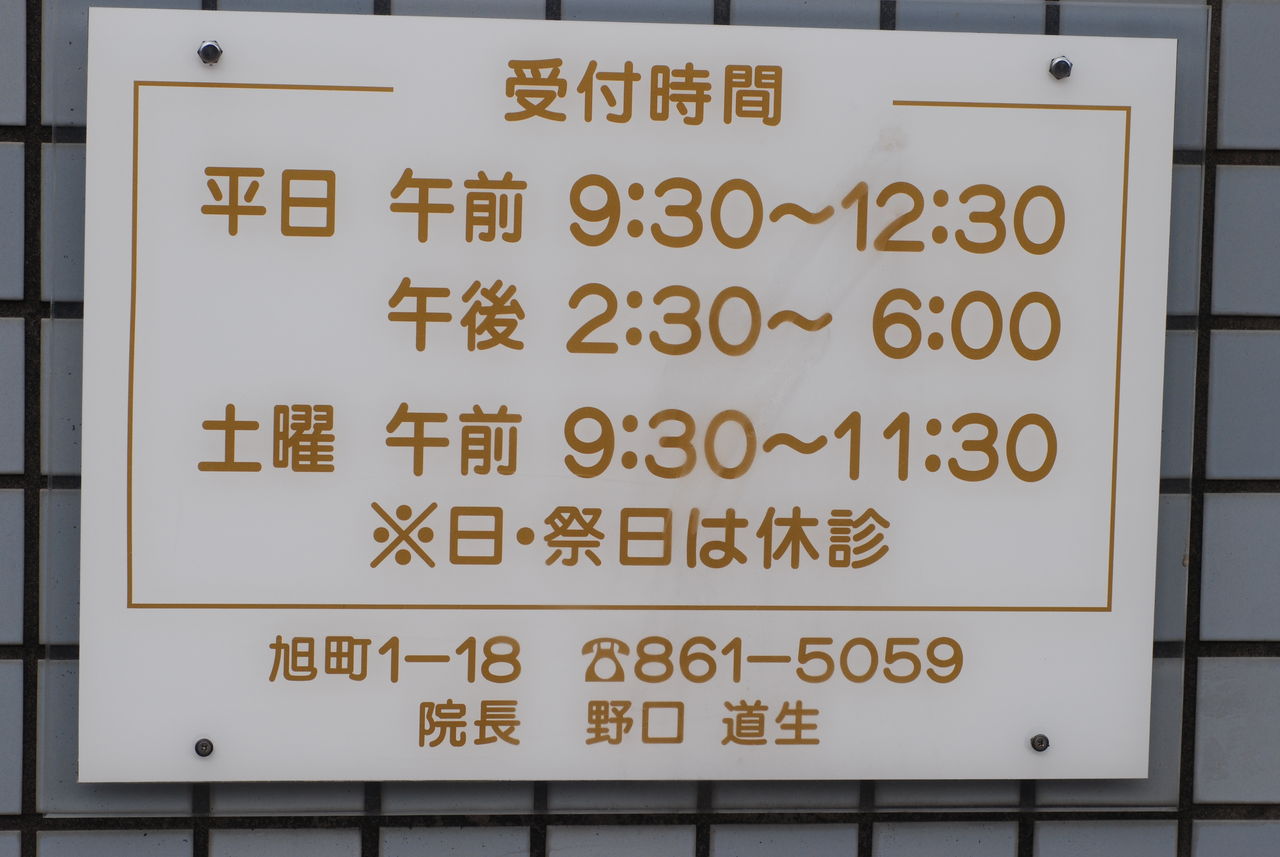 受付時間
平日 午前 9:30〜12:30
午後 2:30〜 6:00
土曜 午前 9:30〜11:30
※日・祭日は休診
旭町1−18 ☎861−5059
院長 野口 道生